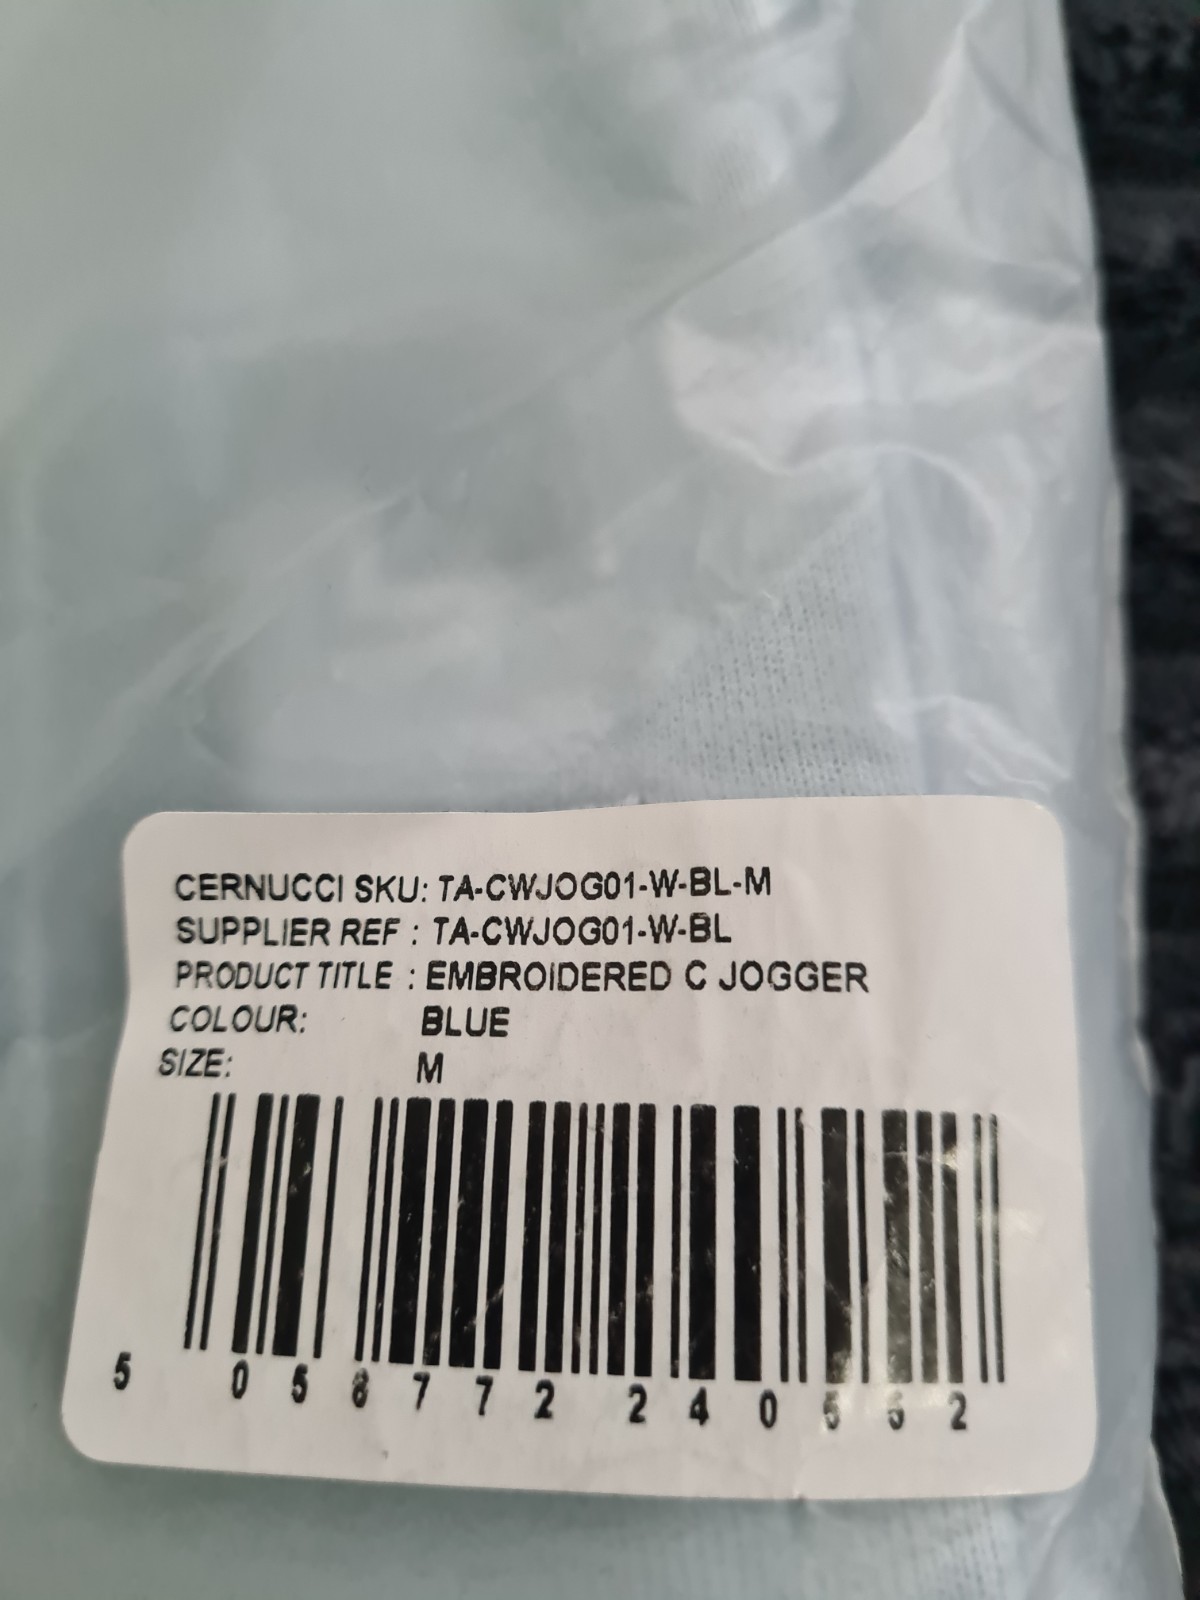 CERNUCCI SKU: TA-CWJOG01-W-BL-M
SUPPLIER REF : TA-CWJOG01-W-BL
PRODUCT TITLE : EMBROIDERED C JOGGER
COLOUR: BLUE
SIZE: M
5 056772 240552